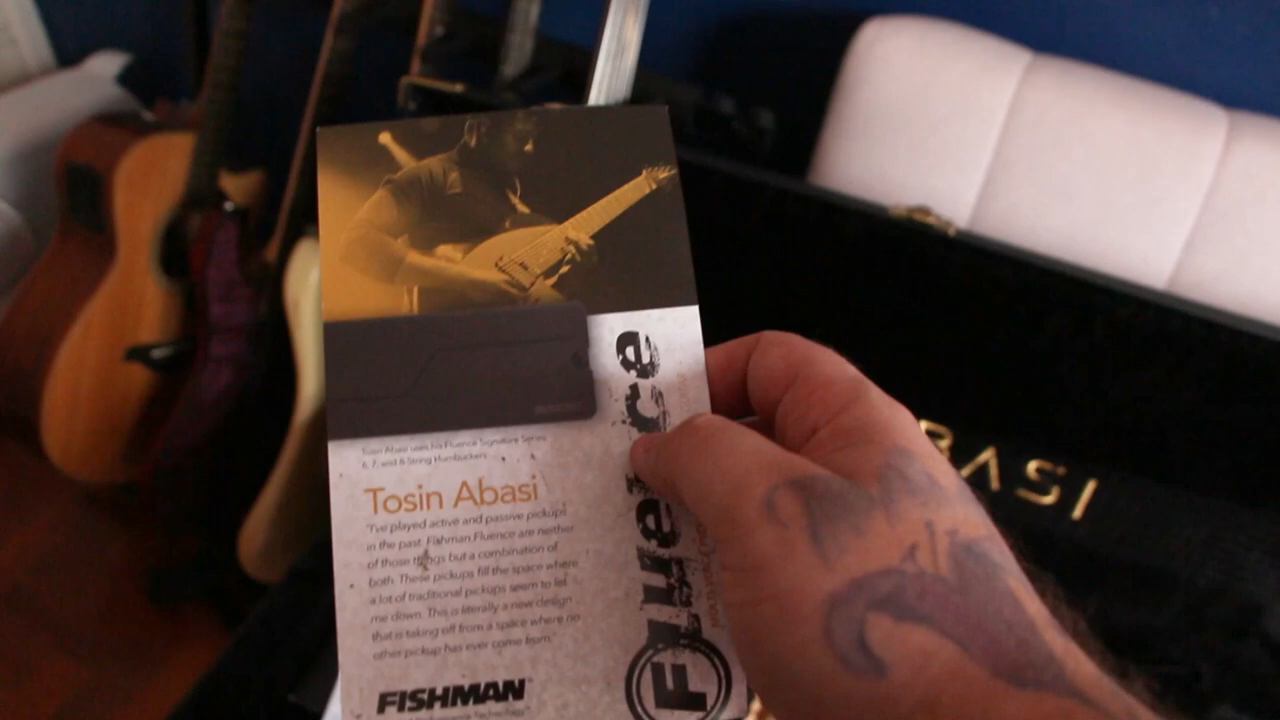 Tosin Abasi uses his Fluence Signature Series
6, 7, and 8 String Humbuckers
Tosin Abasi
"I've played active and passive pickups
in the past. Fishman Fluence are neither
of those things but a combination of
both. These pickups fill the space where
a lot of traditional pickups seem to let
me down. This is literally a new design
that is taking off from a space where no
other pickup has ever come from."
FISHMAN
Fluence
F
BASI